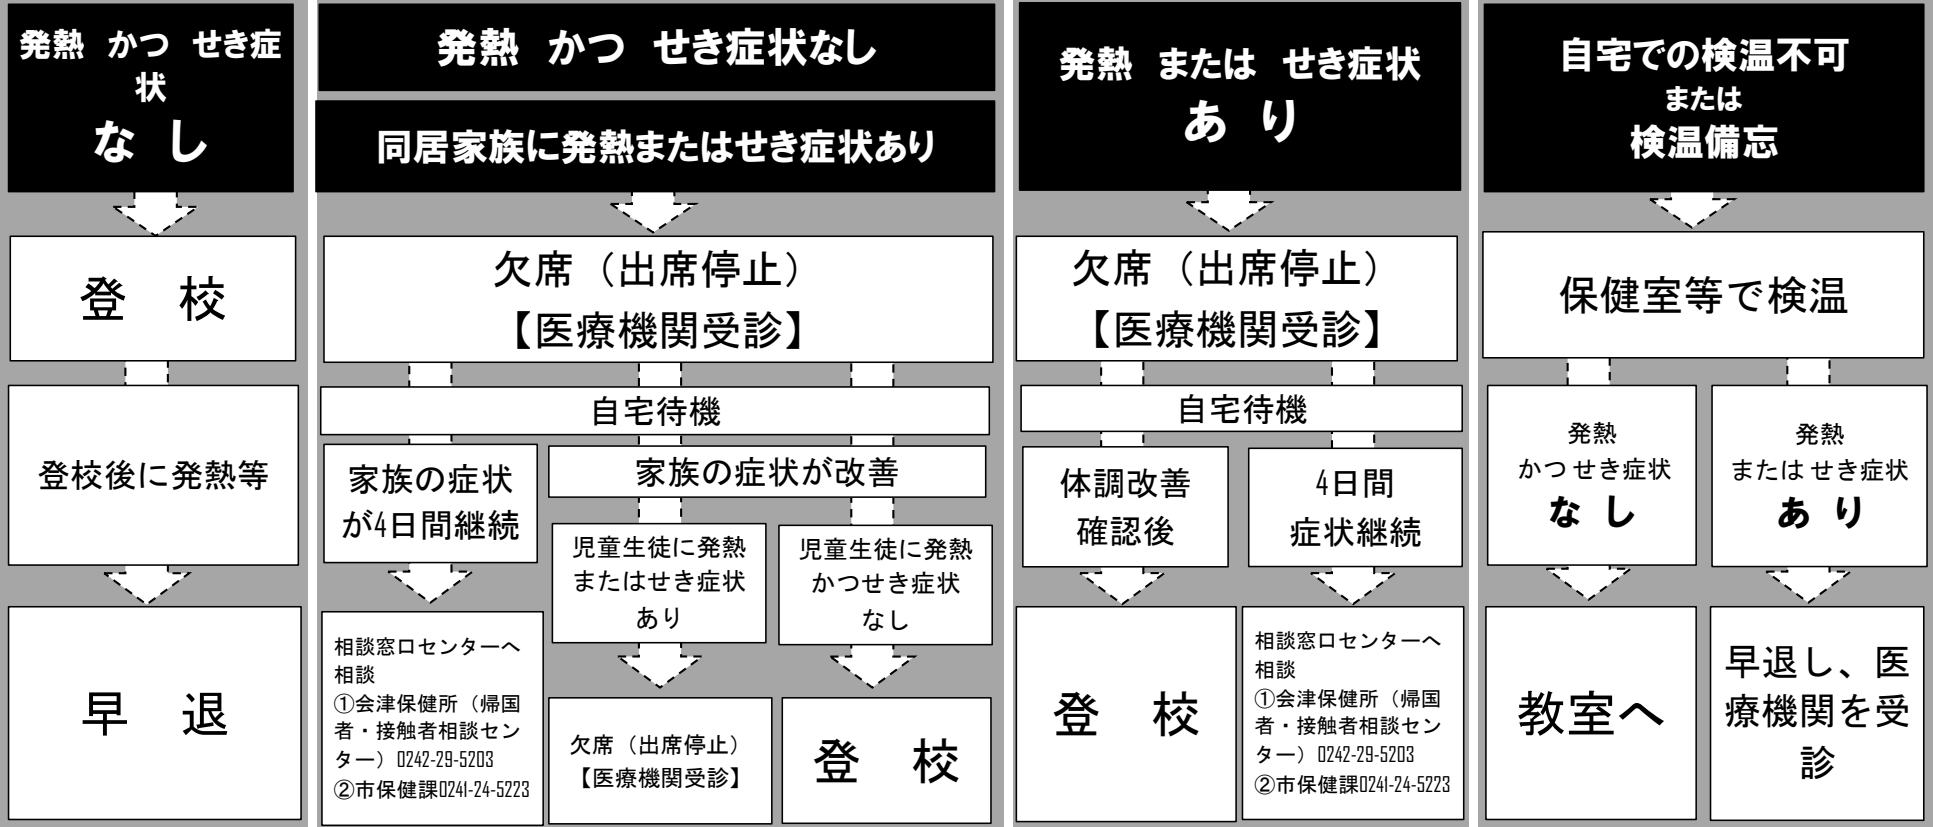 発熱 かつ せき症
状
な し
登 校
登校後に発熱等
早 退
発熱 かつ せき症状なし
同居家族に発熱またはせき症状あり
欠席（出席停止）
【医療機関受診】
自宅待機
家族の症状
が4日間継続
相談窓口センターへ
相談
①会津保健所（帰国
者・接触者相談セン
ター）0242-29-5203
②市保健課0241-24-5223
家族の症状が改善
児童生徒に発熱
またはせき症状
あり
欠席（出席停止）
【医療機関受診】
児童生徒に発熱
かつせき症状
なし
登 校
発熱 または せき症状
あ り
欠席（出席停止）
【医療機関受診】
自宅待機
体調改善
確認後
登 校
4日間
症状継続
相談窓口センターへ
相談
①会津保健所（帰国
者・接触者相談セン
ター）0242-29-5203
②市保健課0241-24-5223
自宅での検温不可
または
検温備忘
保健室等で検温
発熱
かつ せき症状
な し
教室へ
発熱
または せき症状
あ り
早退し、医
療機関を受
診